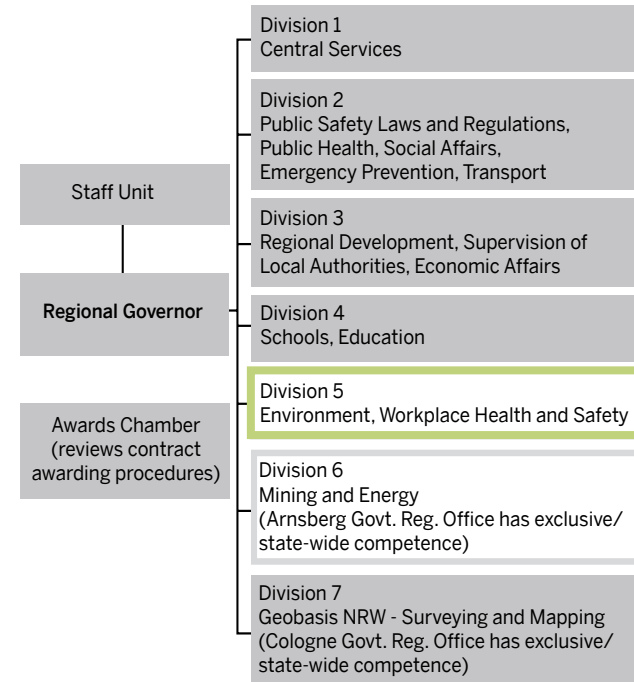 Division 1
Central Services
Division 2
Public Safety Laws and Regulations,
Public Health, Social Affairs,
Emergency Prevention, Transport
Staff Unit
Division 3
Regional Development, Supervision of
Local Authorities, Economic Affairs
Regional Governor
Division 4
Schools, Education
Division 5
Environment, Workplace Health and Safety
Awards Chamber
(reviews contract
awarding procedures)
Division 6
Mining and Energy
(Arnsberg Govt. Reg. Office has exclusive/
state-wide competence)
Division 7
Geobasis NRW - Surveying and Mapping
(Cologne Govt. Reg. Office has exclusive/
state-wide competence)